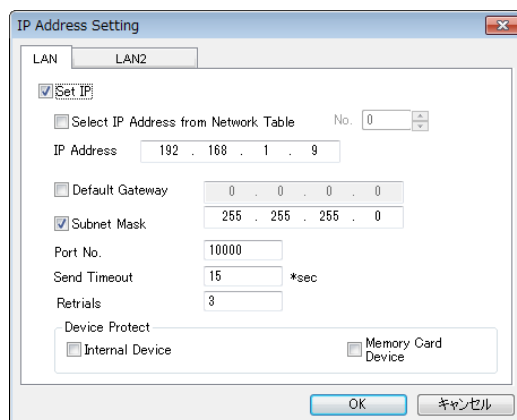 IP Address Setting
LAN LAN2
Set IP
Select IP Address from Network Table No. 0
IP Address 192 . 168 . 1 . 9
Default Gateway 0 . 0 . 0 . 0
Subnet Mask 255 . 255 . 255 . 0
Port No. 10000
Send Timeout 15 *sec
Retrials 3
Device Protect
Internal Device Memory Card
Device
OK キャンセル